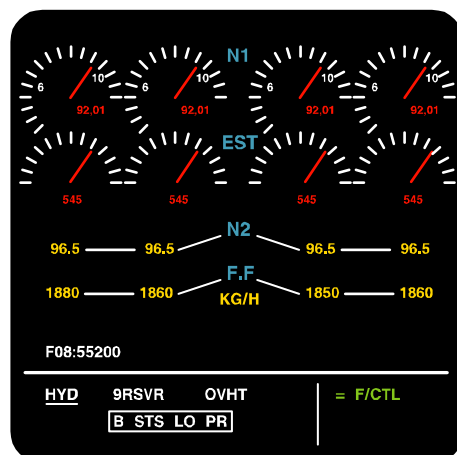 N1
6 10 6 10 6 10 6 10
92,01 92,01 92,01 92,01
EST
545 545 545 545
N2
96.5 96.5 96.5 96.5
F.F
1880 1860 1850 1860
KG/H
F08:55200
HYD 9RSVR OVHT = F/CTL
B STS LO PR